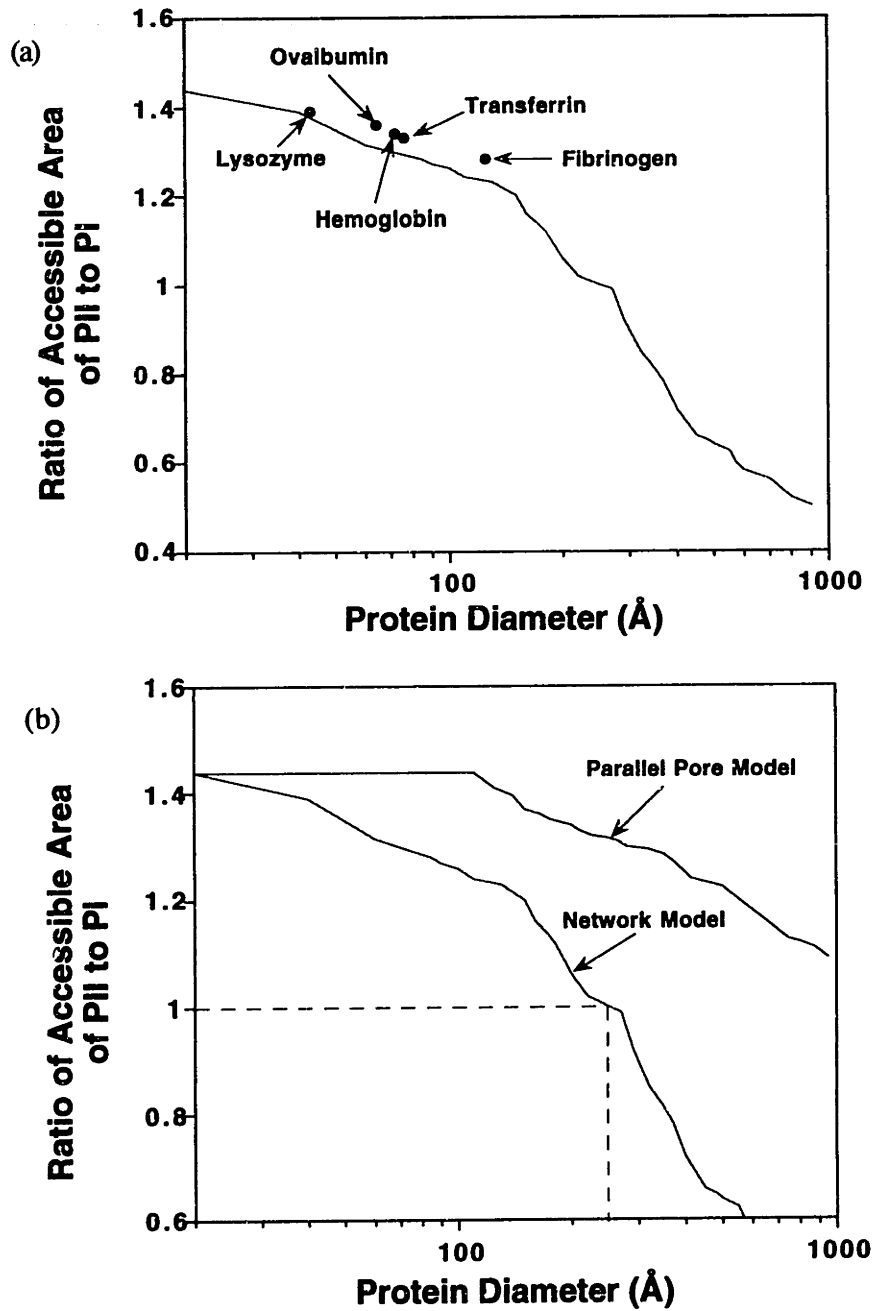 (a)
1.6
1.4
1.2
1
0.8
0.6
0.4
Ratio of Accessible Area
of PII to PI
Ovalbumin
Transferrin
Lysozyme
Fibrinogen
Hemoglobin
100
1000
Protein Diameter (Å)
(b)
1.6
1.4
1.2
1
0.8
0.6
Ratio of Accessible Area
of PII to PI
Parallel Pore Model
Network Model
100
1000
Protein Diameter (Å)